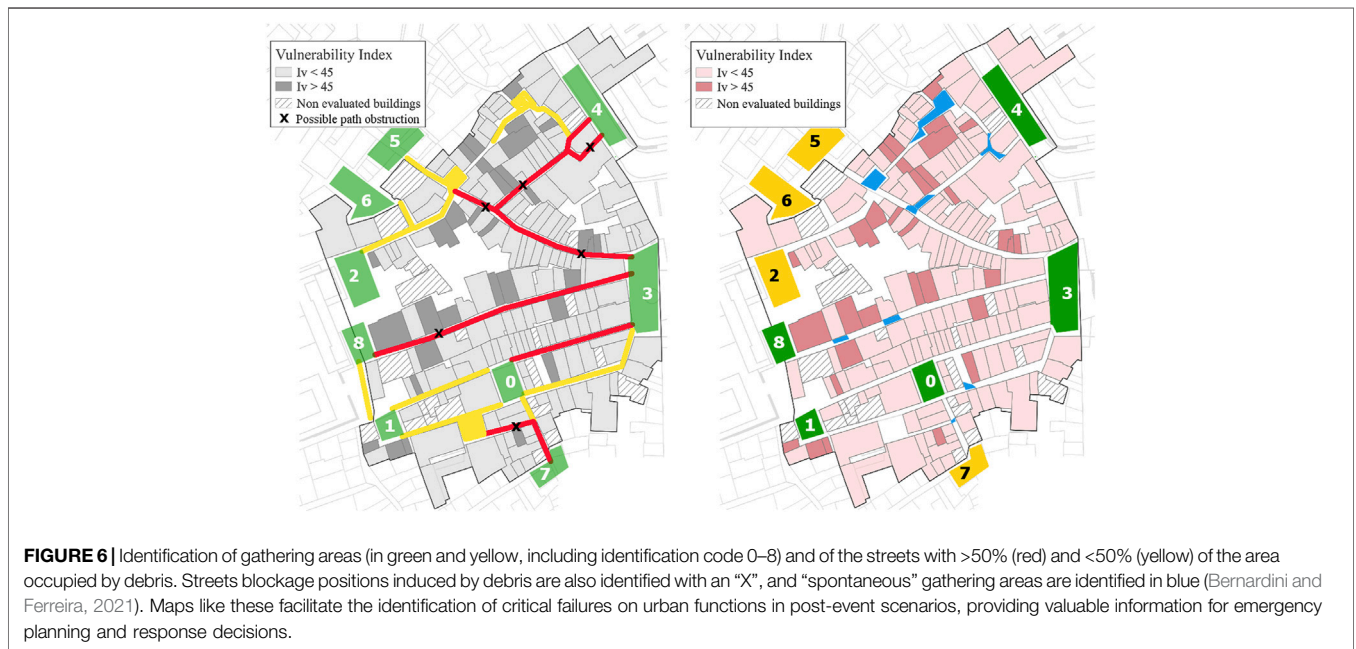 Vulnerability Index
Iv < 45
Iv > 45
Non evaluated buildings
X Possible path obstruction
5
4
6
2
3
8
0
1
7
X
X
X
X
X
X
Vulnerability Index
Iv < 45
Iv > 45
Non evaluated buildings
4
5
6
2
3
8
0
1
7
FIGURE 6 | Identification of gathering areas (in green and yellow, including identification code 0–8) and of the streets with >50% (red) and <50% (yellow) of the area
occupied by debris. Streets blockage positions induced by debris are also identified with an “X”, and “spontaneous” gathering areas are identified in blue (Bernardini and
Ferreira, 2021). Maps like these facilitate the identification of critical failures on urban functions in post-event scenarios, providing valuable information for emergency
planning and response decisions.